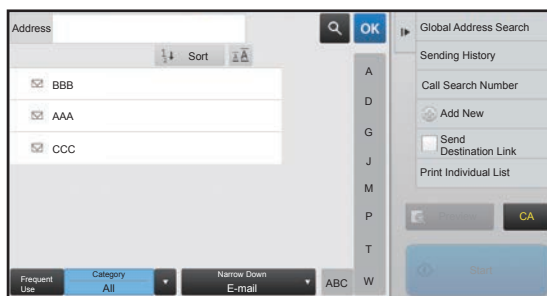 Address
OK
Sort
BBB
AAA
CCC
A
D
G
J
M
P
T
W
Frequent
Use
Category
All
Narrow Down
E-mail
ABC
Global Address Search
Sending History
Call Search Number
Add New
Send
Destination Link
Print Individual List
CA
Start